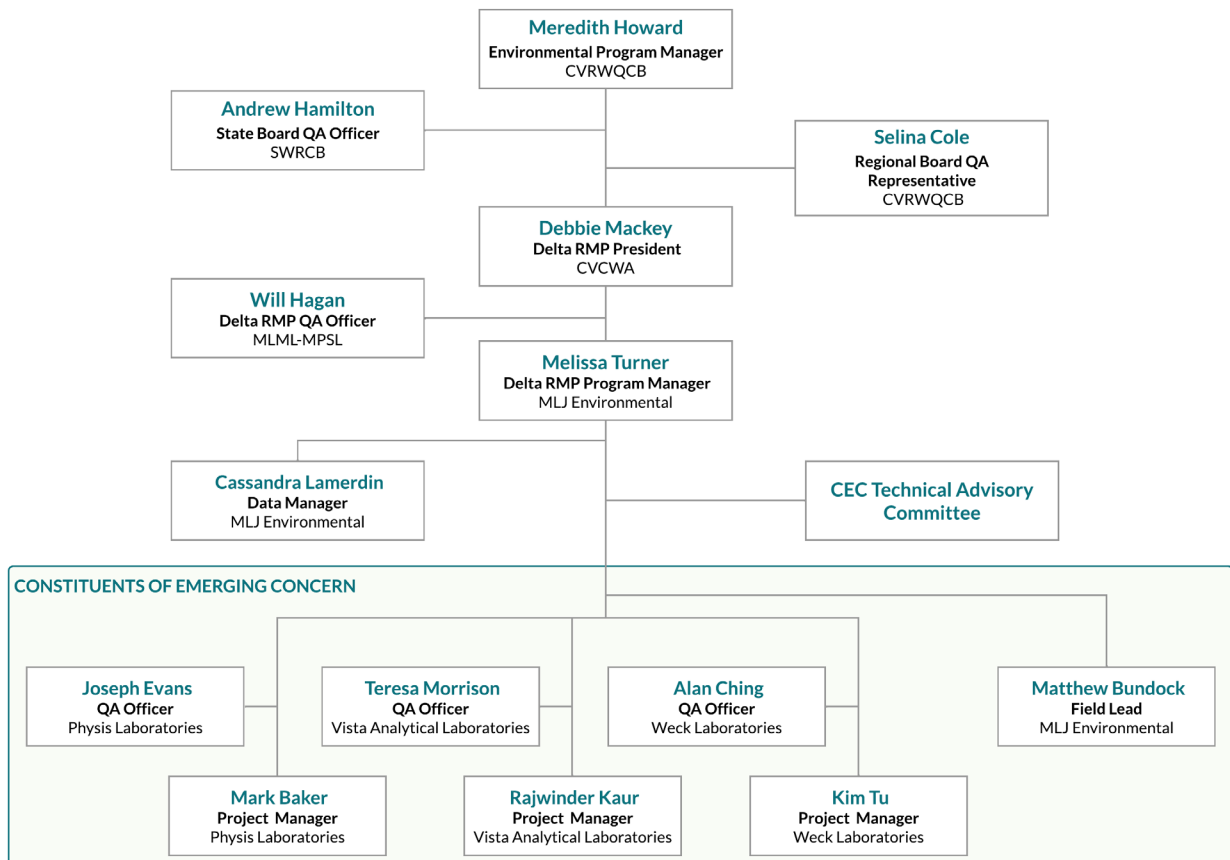 Meredith Howard
Environmental Program Manager
CVRWQCB
Andrew Hamilton
State Board QA Officer
SWRCB
Selina Cole
Regional Board QA
Representative
CVRWQCB
Debbie Mackey
Delta RMP President
CVCWA
Will Hagan
Delta RMP QA Officer
MLML-MPSL
Melissa Turner
Delta RMP Program Manager
MLJ Environmental
Cassandra Lamerdin
Data Manager
MLJ Environmental
CEC Technical Advisory
Committee
CONSTITUENTS OF EMERGING CONCERN
Joseph Evans
QA Officer
Physis Laboratories
Teresa Morrison
QA Officer
Vista Analytical Laboratories
Alan Ching
QA Officer
Weck Laboratories
Matthew Bundock
Field Lead
MLJ Environmental
Mark Baker
Project Manager
Physis Laboratories
Rajwinder Kaur
Project Manager
Vista Analytical Laboratories
Kim Tu
Project Manager
Weck Laboratories